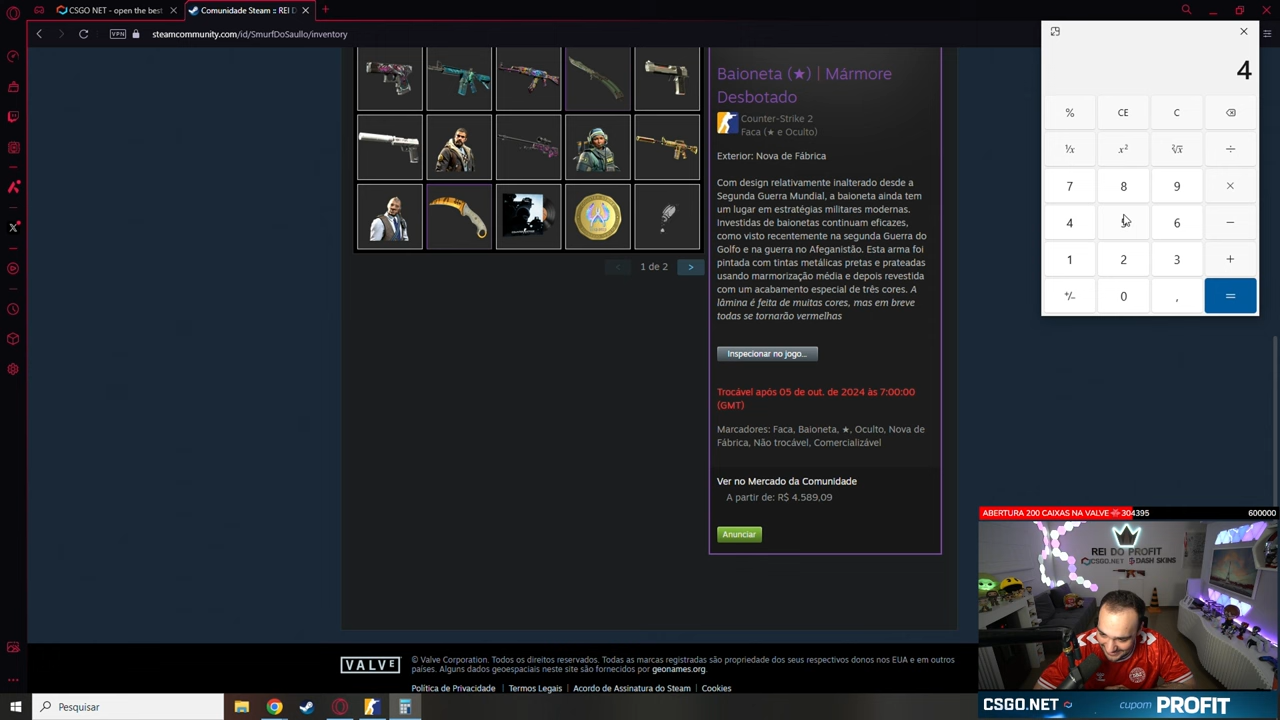 CSGO NET - open the best
Comunidade Steam :: REI D
VPN
steamcommunity.com/id/SmurfDoSaullo/inventory
4
%
CE
C
¹⁄x
x²
²√x
÷
7
8
9
×
4
5
6
−
1
2
3
+
+/−
0
,
=
Baioneta (★) | Mármore
Desbotado
Counter-Strike 2
Faca (★ e Oculto)
Exterior: Nova de Fábrica
Com design relativamente inalterado desde a
Segunda Guerra Mundial, a baioneta ainda tem
um lugar em estratégias militares modernas.
Investidas de baionetas continuam eficazes,
como visto recentemente na segunda Guerra do
Golfo e na guerra no Afeganistão. Esta arma foi
pintada com tintas metálicas pretas e prateadas
usando marmorização média e depois revestida
com um acabamento especial de três cores. A
lâmina é feita de muitas cores, mas em breve
todas se tornarão vermelhas
< 1 de 2 >
Inspecionar no jogo...
Trocável após 05 de out. de 2024 às 7:00:00
(GMT)
Marcadores: Faca, Baioneta, ★, Oculto, Nova de
Fábrica, Não trocável, Comercializável
Ver no Mercado da Comunidade
A partir de: R$ 4.589,09
Anunciar
ABERTURA 200 CAIXAS NA VALVE 304395 600000
REI DO PROFIT
CSGO.NET DASH SKINS
VALVE
© Valve Corporation. Todos os direitos reservados. Todas as marcas registradas são propriedade dos seus respectivos donos nos EUA e em outros
países. Alguns dados geoespaciais neste site são fornecidos por geonames.org.
Política de Privacidade | Termos Legais | Acordo de Assinatura do Steam | Cookies
Pesquisar
CSGO.NET cupom PROFIT